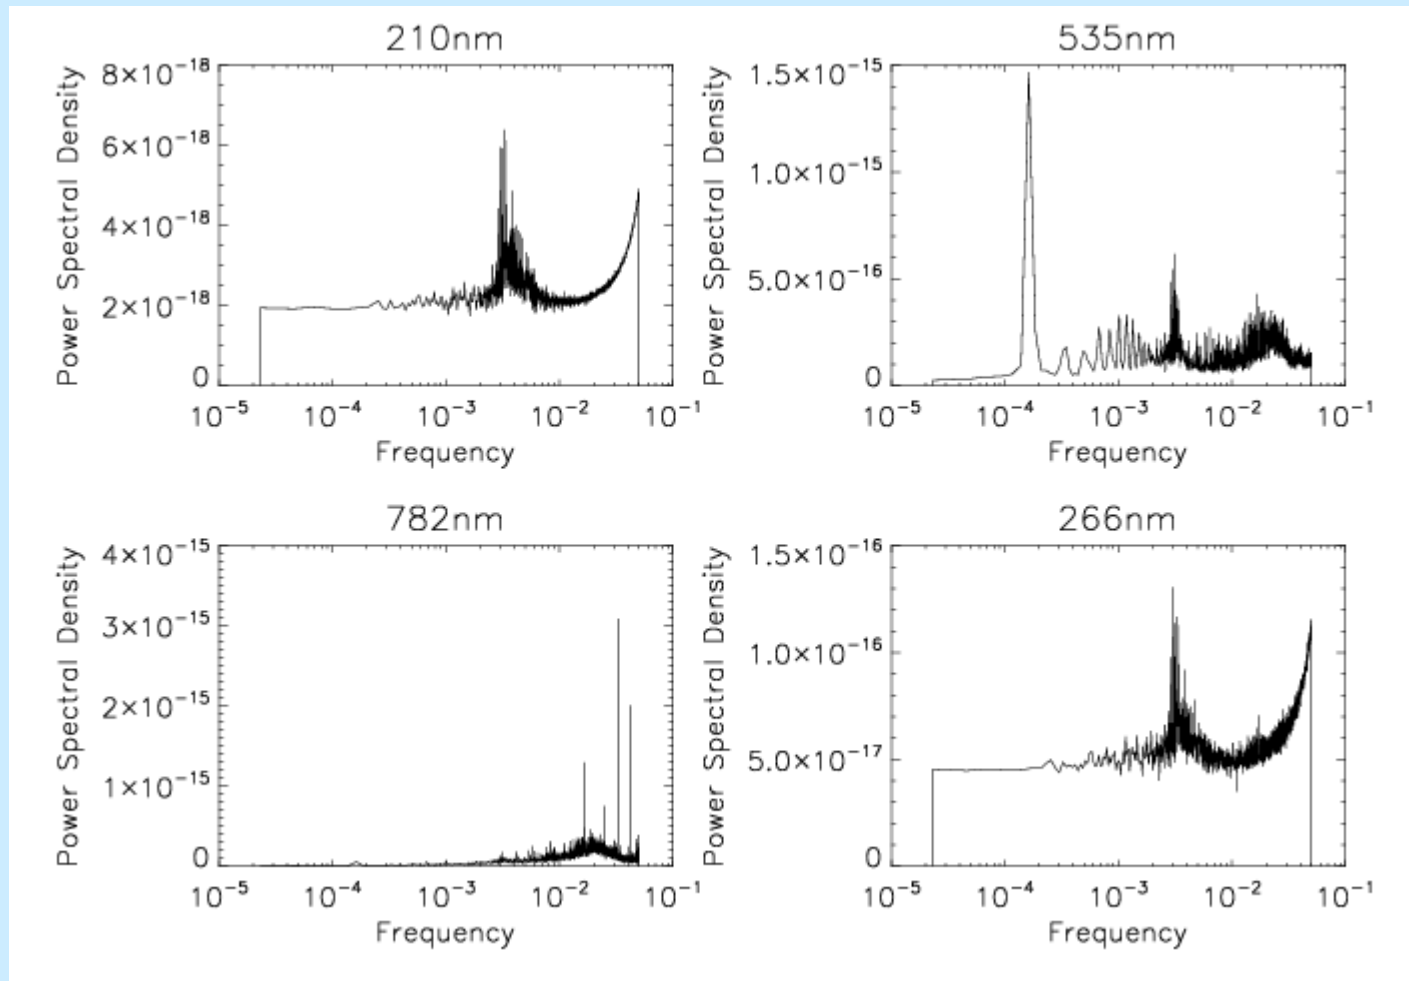 210nm
Power Spectral Density
8×10⁻¹⁸
6×10⁻¹⁸
4×10⁻¹⁸
2×10⁻¹⁸
0
10⁻⁵ 10⁻⁴ 10⁻³ 10⁻² 10⁻¹
Frequency
535nm
Power Spectral Density
1.5×10⁻¹⁵
1.0×10⁻¹⁵
5.0×10⁻¹⁶
0
10⁻⁵ 10⁻⁴ 10⁻³ 10⁻² 10⁻¹
Frequency
782nm
Power Spectral Density
4×10⁻¹⁵
3×10⁻¹⁵
2×10⁻¹⁵
1×10⁻¹⁵
0
10⁻⁵ 10⁻⁴ 10⁻³ 10⁻² 10⁻¹
Frequency
266nm
Power Spectral Density
1.5×10⁻¹⁶
1.0×10⁻¹⁶
5.0×10⁻¹⁷
0
10⁻⁵ 10⁻⁴ 10⁻³ 10⁻² 10⁻¹
Frequency